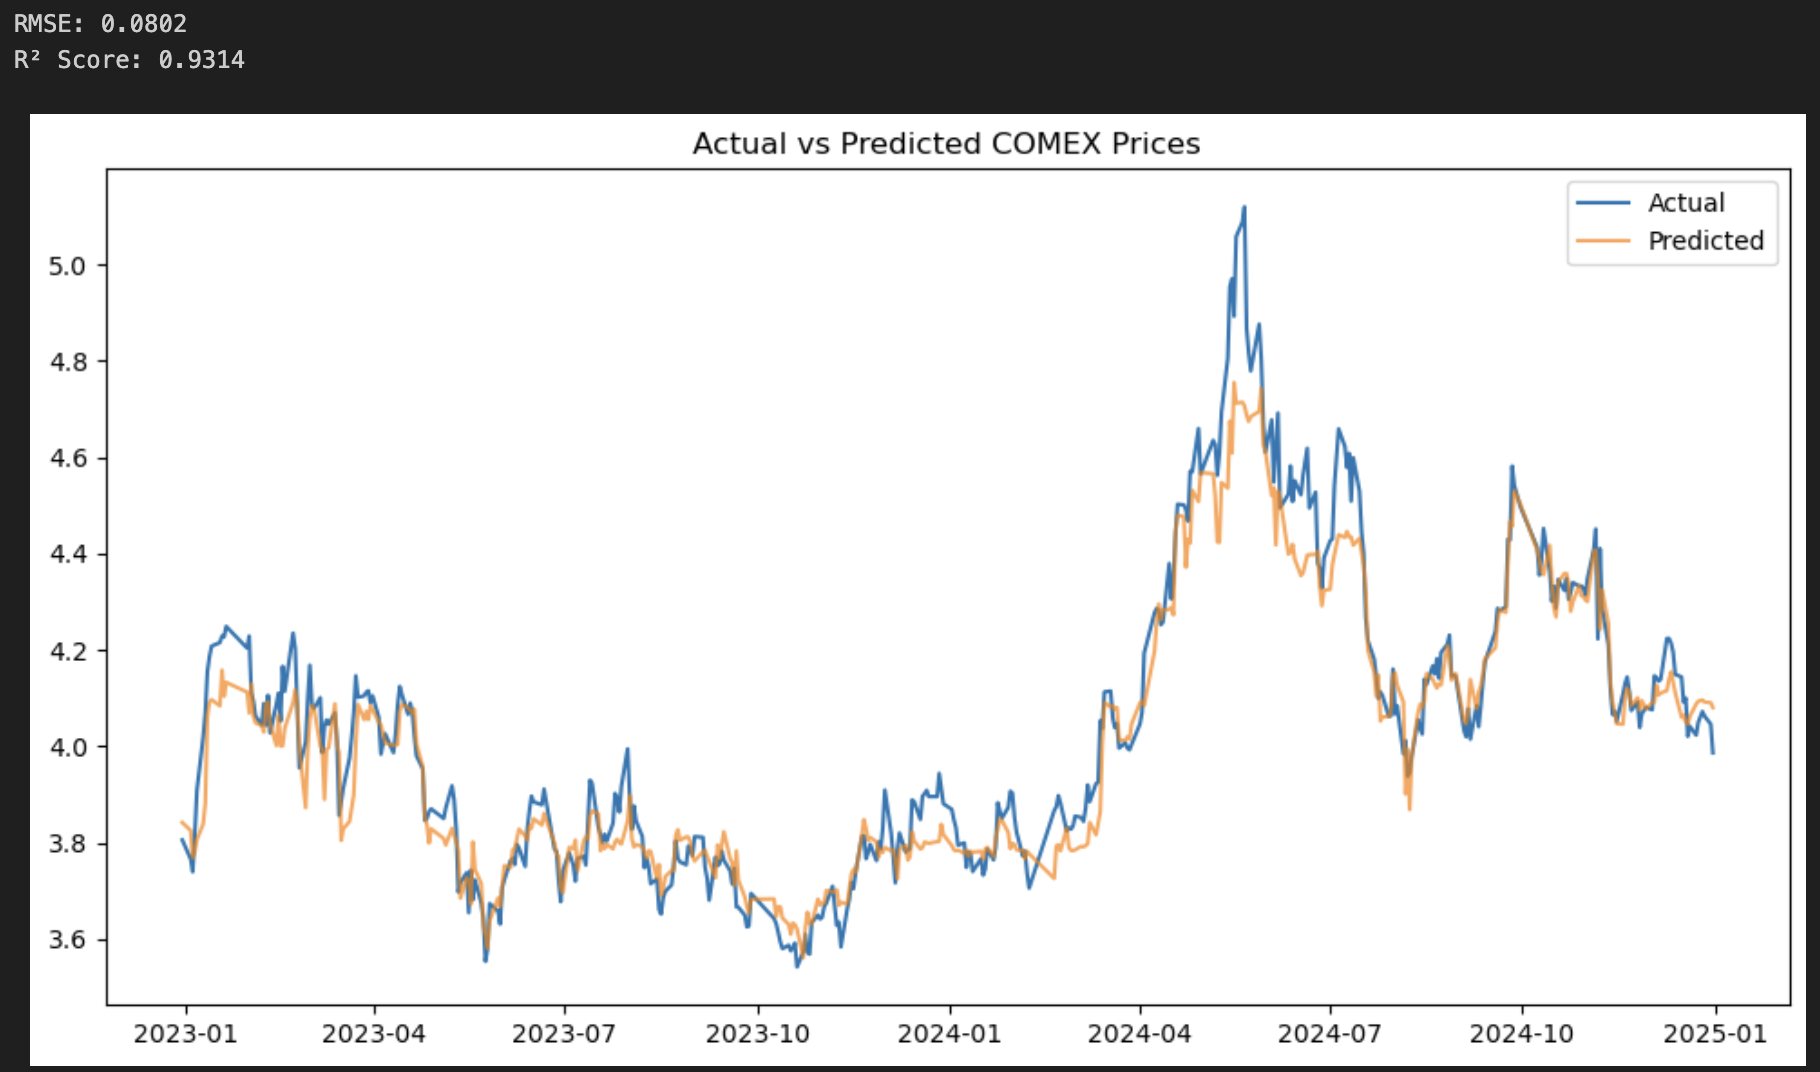 RMSE: 0.0802
R² Score: 0.9314
Actual vs Predicted COMEX Prices
Actual
Predicted
5.0
4.8
4.6
4.4
4.2
4.0
3.8
3.6
2023-01 2023-04 2023-07 2023-10 2024-01 2024-04 2024-07 2024-10 2025-01